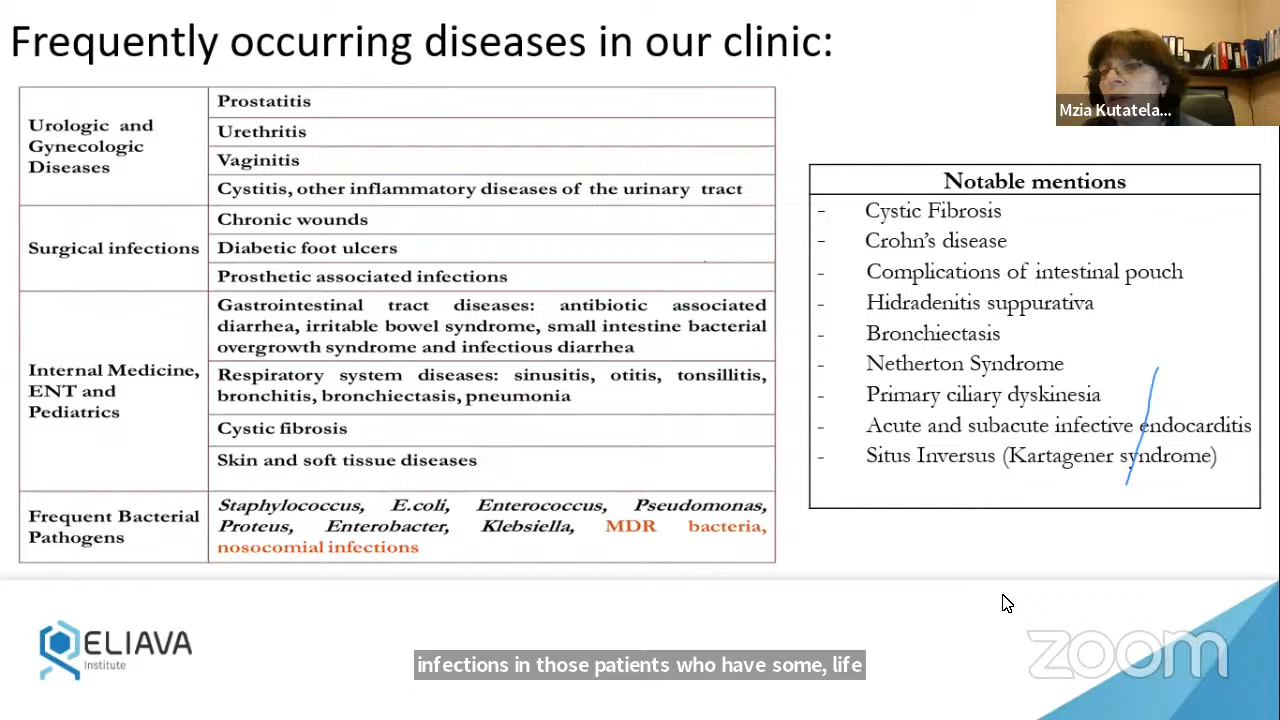 Frequently occurring diseases in our clinic:
Mzia Kutatela...
Urologic and
Gynecologic
Diseases
Prostatitis
Urethritis
Vaginitis
Cystitis, other inflammatory diseases of the urinary tract
Surgical infections
Chronic wounds
Diabetic foot ulcers
Prosthetic associated infections
Internal Medicine,
ENT and
Pediatrics
Gastrointestinal tract diseases: antibiotic associated
diarrhea, irritable bowel syndrome, small intestine bacterial
overgrowth syndrome and infectious diarrhea
Respiratory system diseases: sinusitis, otitis, tonsillitis,
bronchitis, bronchiectasis, pneumonia
Cystic fibrosis
Skin and soft tissue diseases
Frequent Bacterial
Pathogens
Staphylococcus, E.coli, Enterococcus, Pseudomonas,
Proteus, Enterobacter, Klebsiella, MDR bacteria,
nosocomial infections
Notable mentions
- Cystic Fibrosis
- Crohn's disease
- Complications of intestinal pouch
- Hidradenitis suppurativa
- Bronchiectasis
- Netherton Syndrome
- Primary ciliary dyskinesia
- Acute and subacute infective endocarditis
- Situs Inversus (Kartagener syndrome)
ELIAVA
Institute
infections in those patients who have some, life
zoom